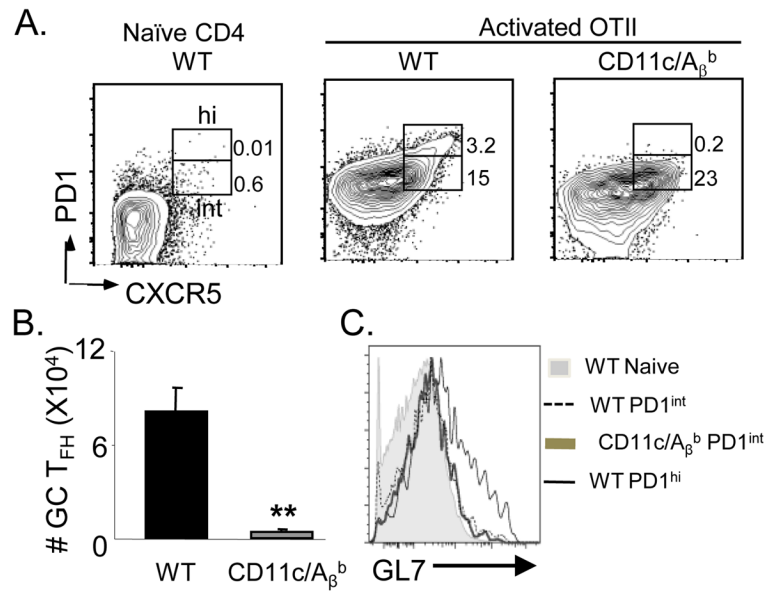 A.
Naïve CD4
WT
Activated OTII
WT
CD11c/Aβᵇ
hi
0.01
0.6
Int
3.2
15
0.2
23
PD1
CXCR5
B.
# GC TFH (X10⁴)
12
6
0
**
WT
CD11c/Aβᵇ
C.
GL7
WT Naive
WT PD1ⁱⁿᵗ
CD11c/Aβᵇ PD1ⁱⁿᵗ
WT PD1ʰⁱ